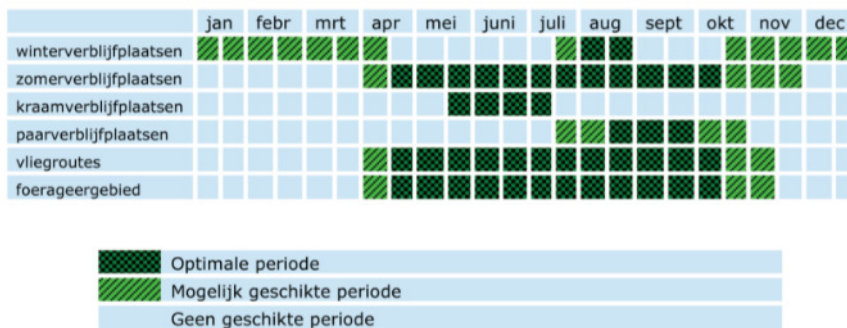 jan febr mrt apr mei juni juli aug sept okt nov dec
winterverblijfplaatsen
zomerverblijfplaatsen
kraamverblijfplaatsen
paarverblijfplaatsen
vliegroutes
foerageergebied
Optimale periode
Mogelijk geschikte periode
Geen geschikte periode